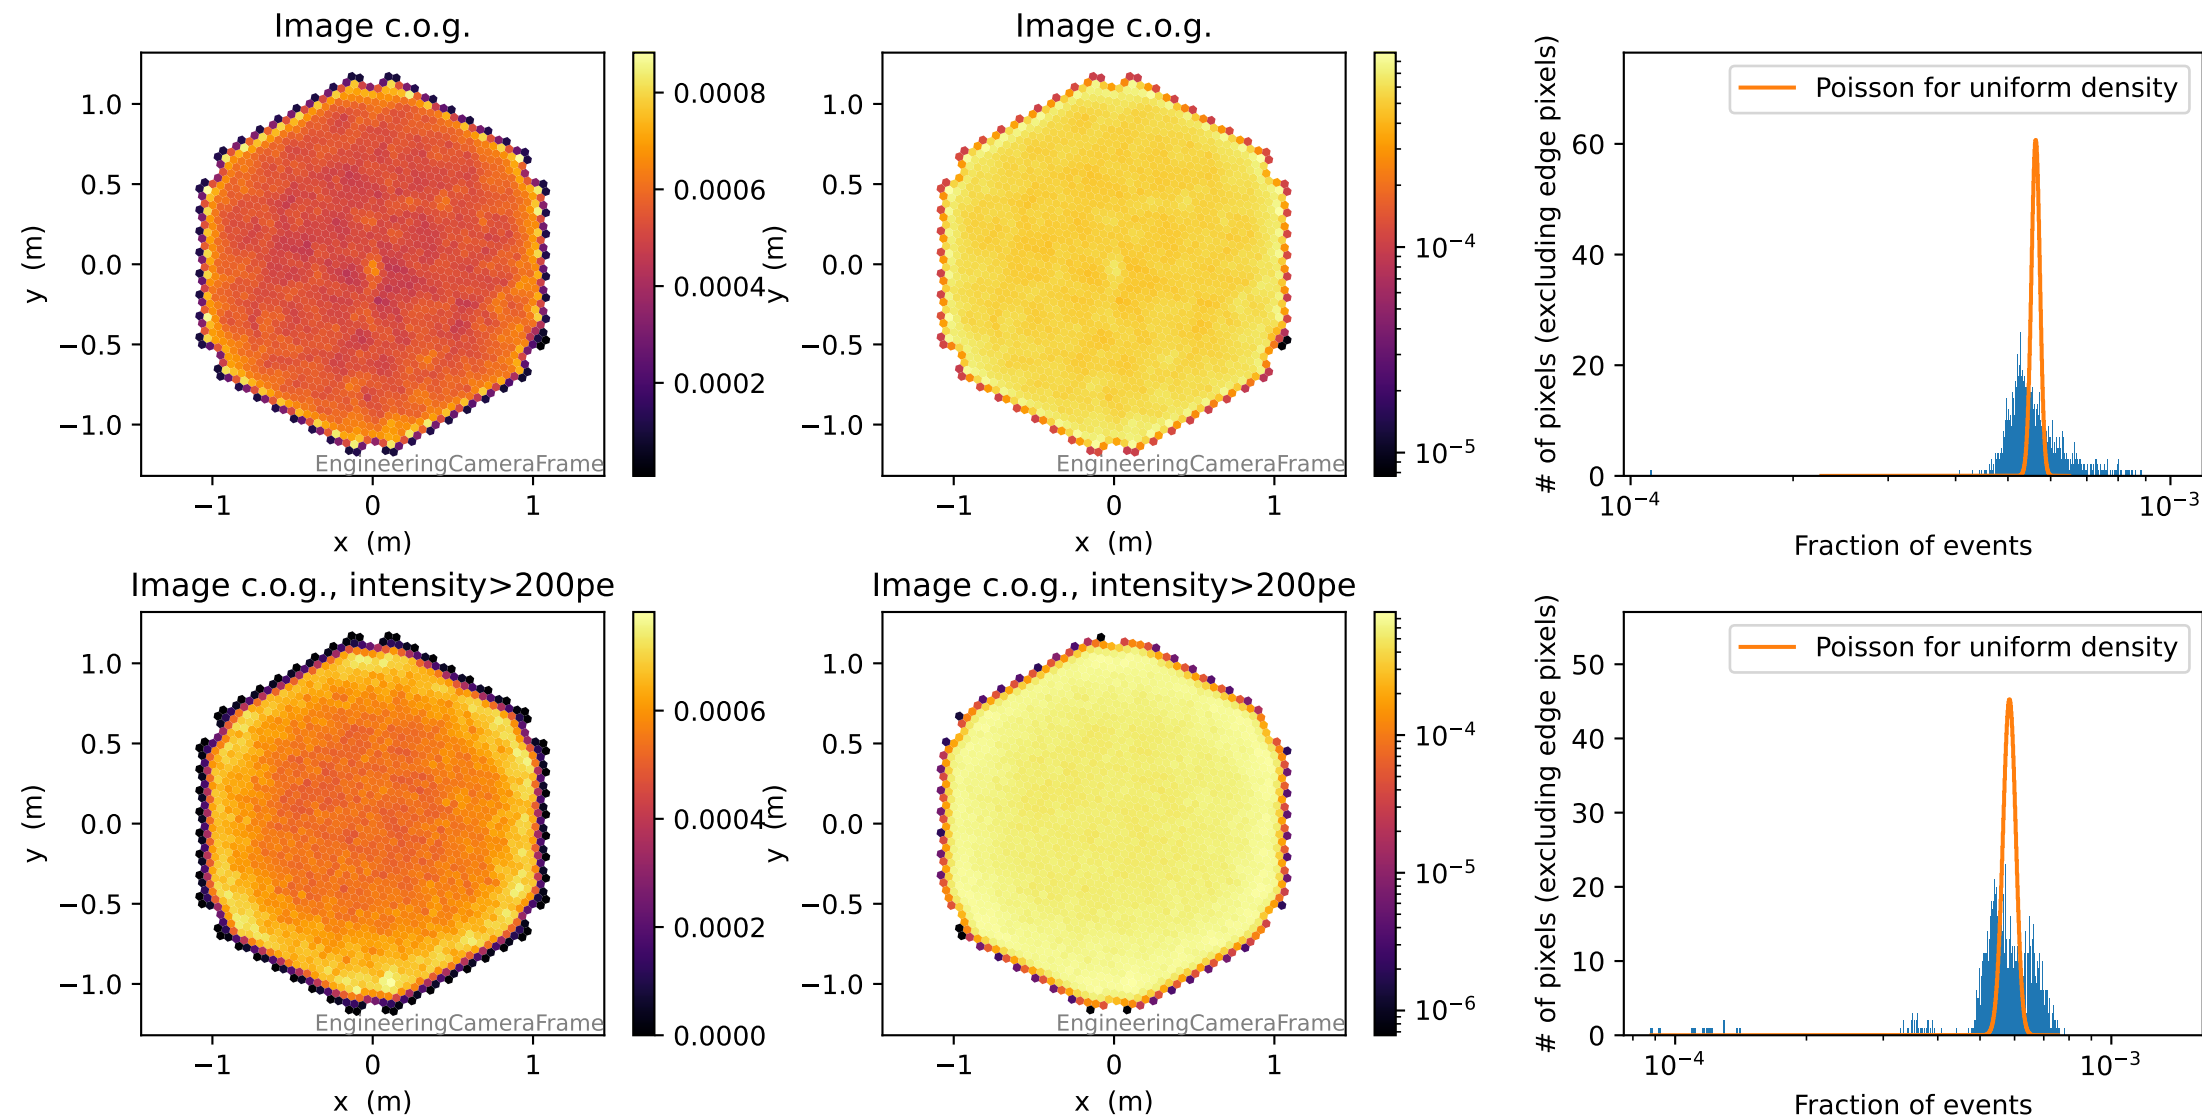 Image c.o.g.
1.0
0.5
0.0
−0.5
−1.0
y (m)
−1
0
1
x (m)
EngineeringCameraFrame
0.0008
0.0006
0.0004
0.0002
Image c.o.g.
1.0
0.5
0.0
−0.5
−1.0
y (m)
−1
0
1
x (m)
EngineeringCameraFrame
10⁻⁴
10⁻⁵
# of pixels (excluding edge pixels)
60
40
20
0
Poisson for uniform density
10⁻⁴
10⁻³
Fraction of events
Image c.o.g., intensity>200pe
1.0
0.5
0.0
−0.5
−1.0
y (m)
−1
0
1
x (m)
EngineeringCameraFrame
0.0006
0.0004
0.0002
0.0000
Image c.o.g., intensity>200pe
1.0
0.5
0.0
−0.5
−1.0
y (m)
−1
0
1
x (m)
EngineeringCameraFrame
10⁻⁴
10⁻⁵
10⁻⁶
# of pixels (excluding edge pixels)
50
40
30
20
10
0
Poisson for uniform density
10⁻⁴
10⁻³
Fraction of events